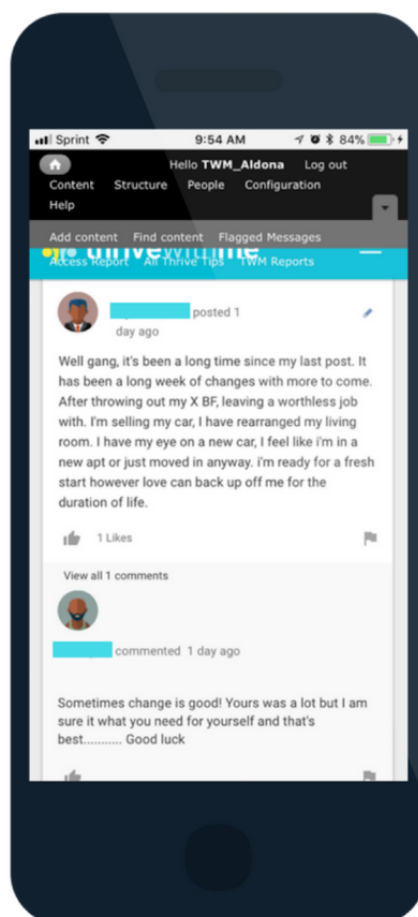 Sprint 9:54 AM 84%
Hello TWM_Aldona Log out
Content Structure People Configuration
Help
Add content Find content Flagged Messages
thrivewithme
Access Report All Thrive Tips TWM Reports
posted 1
day ago
Well gang, it's been a long time since my last post. It
has been a long week of changes with more to come.
After throwing out my X BF, leaving a worthless job
with. I'm selling my car, I have rearranged my living
room. I have my eye on a new car, I feel like i'm in a
new apt or just moved in anyway. i'm ready for a fresh
start however love can back up off me for the
duration of life.
1 Likes
View all 1 comments
commented 1 day ago
Sometimes change is good! Yours was a lot but I am
sure it what you need for yourself and that's
best........... Good luck